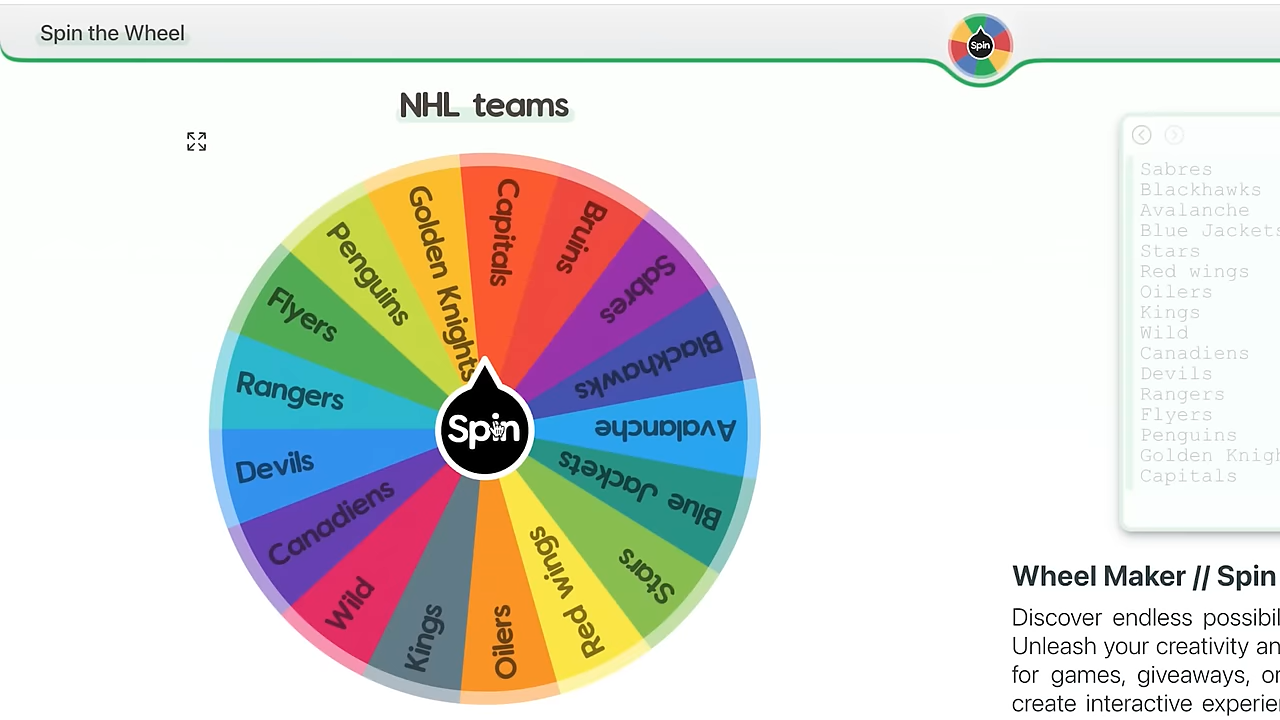 Spin the Wheel
Spin
NHL teams
Golden Knights
Capitals
Bruins
Sabres
Blackhawks
Avalanche
Blue Jackets
Stars
Red wings
Oilers
Kings
Wild
Canadiens
Devils
Rangers
Flyers
Penguins
Spin
Sabres
Blackhawks
Avalanche
Blue Jackets
Stars
Red wings
Oilers
Kings
Wild
Canadiens
Devils
Rangers
Flyers
Penguins
Golden Knigh
Capitals
Wheel Maker // Spin
Discover endless possibil
Unleash your creativity an
for games, giveaways, or
create interactive experie